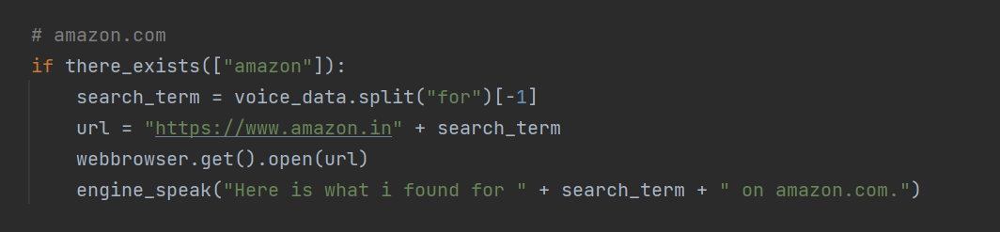 # amazon.com
if there_exists(["amazon"]):
search_term = voice_data.split("for")[-1]
url = "https://www.amazon.in" + search_term
webbrowser.get().open(url)
engine_speak("Here is what i found for " + search_term + " on amazon.com.")